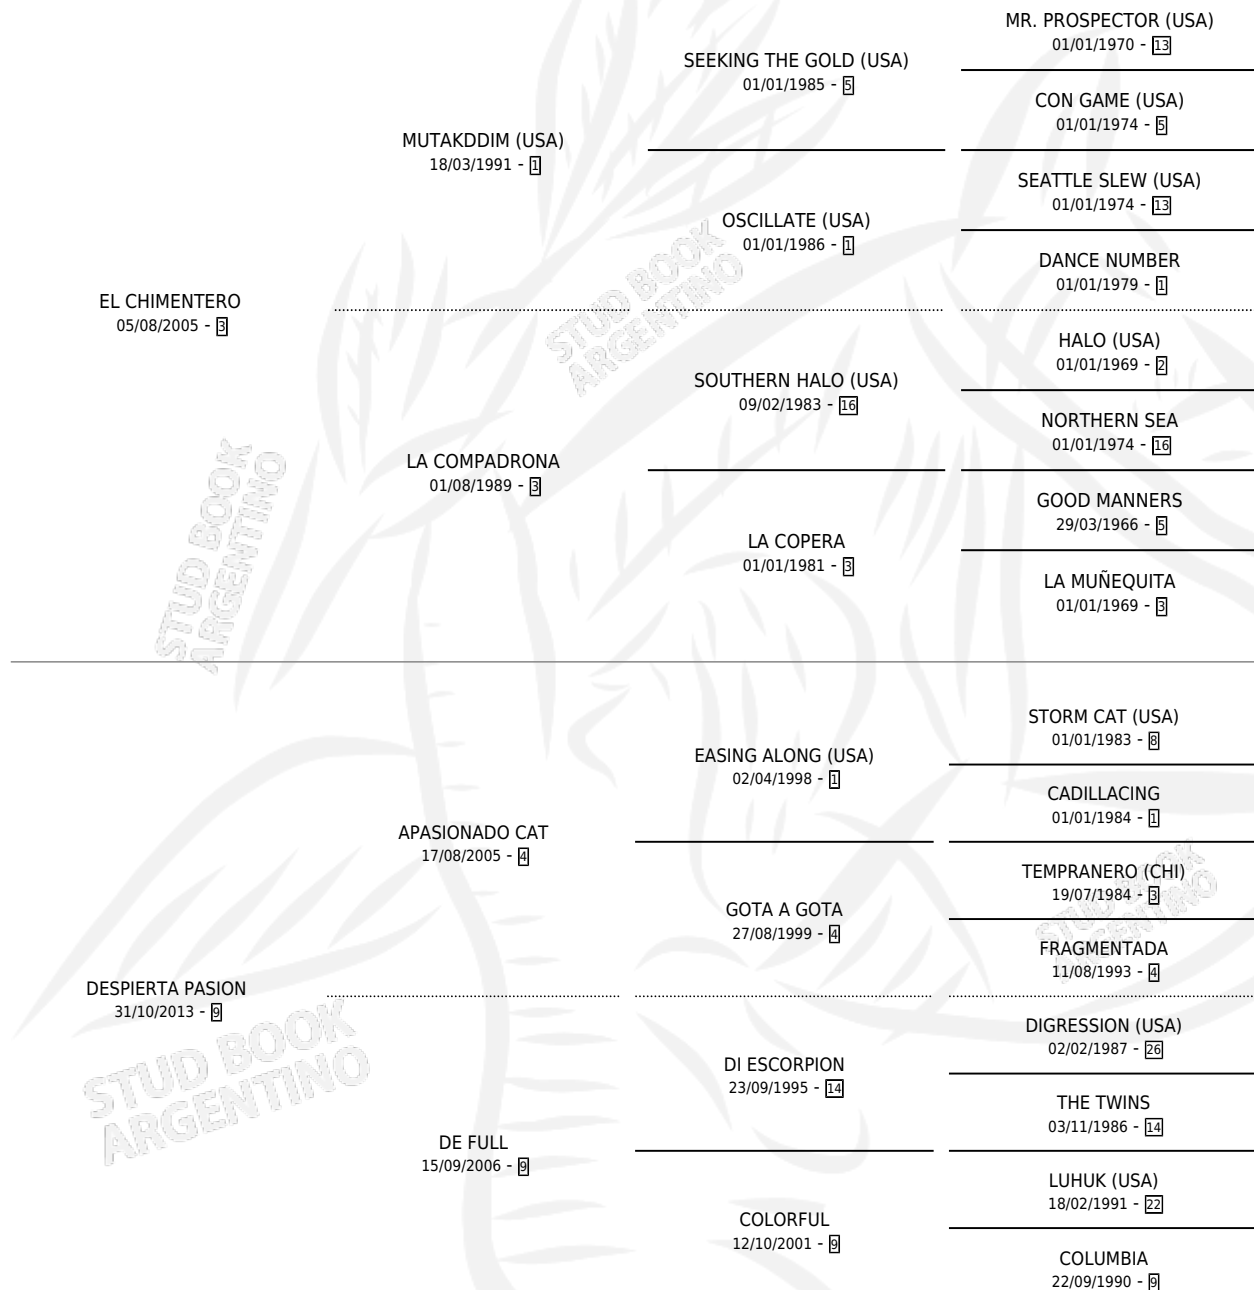 MR. PROSPECTOR (USA)
01/01/1970 - 13
SEEKING THE GOLD (USA)
01/01/1985 - 5
CON GAME (USA)
01/01/1974 - 5
MUTAKDDIM (USA)
18/03/1991 - 1
SEATTLE SLEW (USA)
01/01/1974 - 13
OSCILLATE (USA)
01/01/1986 - 1
DANCE NUMBER
01/01/1979 - 1
EL CHIMENTERO
05/08/2005 - 3
HALO (USA)
01/01/1969 - 2
SOUTHERN HALO (USA)
09/02/1983 - 16
NORTHERN SEA
01/01/1974 - 16
LA COMPADRONA
01/08/1989 - 3
GOOD MANNERS
29/03/1966 - 5
LA COPERA
01/01/1981 - 3
LA MUÑEQUITA
01/01/1969 - 3
STORM CAT (USA)
01/01/1983 - 8
EASING ALONG (USA)
02/04/1998 - 1
CADILLACING
01/01/1984 - 1
APASIONADO CAT
17/08/2005 - 4
TEMPRANERO (CHI)
19/07/1984 - 3
GOTA A GOTA
27/08/1999 - 4
FRAGMENTADA
11/08/1993 - 4
DESPIERTA PASION
31/10/2013 - 9
DIGRESSION (USA)
02/02/1987 - 26
DI ESCORPION
23/09/1995 - 14
THE TWINS
03/11/1986 - 14
DE FULL
15/09/2006 - 9
LUHUK (USA)
18/02/1991 - 22
COLORFUL
12/10/2001 - 9
COLUMBIA
22/09/1990 - 9
STUD BOOK
ARGENTINO
STUD BOOK
ARGENTINO
STUD BOOK
ARGENTINO
STUD BOOK
ARGENTINO